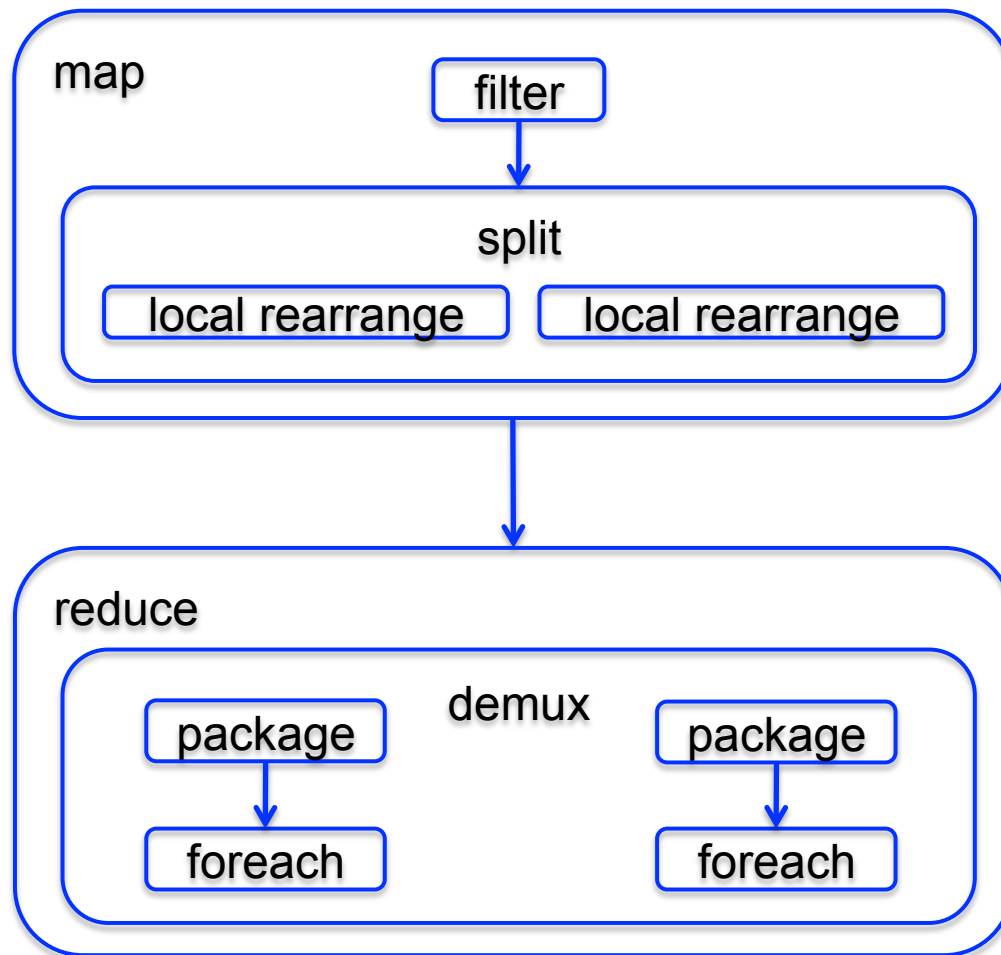 map
filter
split
local rearrange
local rearrange
reduce
demux
package
package
foreach
foreach